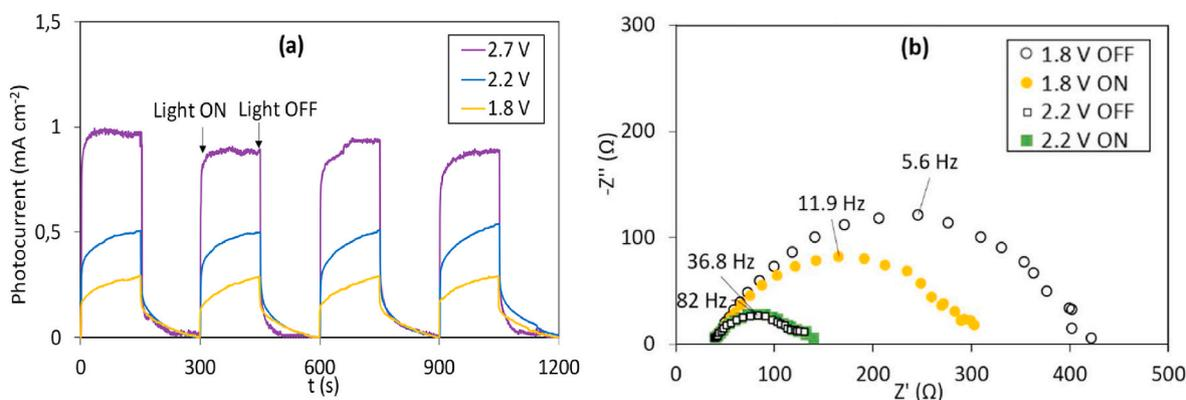 (a)
1,5
1
0,5
0
Photocurrent (mA cm⁻²)
2.7 V
2.2 V
1.8 V
Light ON
Light OFF
0
300
600
900
1200
t (s)
(b)
300
200
100
0
-Z'' (Ω)
1.8 V OFF
1.8 V ON
2.2 V OFF
2.2 V ON
5.6 Hz
11.9 Hz
36.8 Hz
82 Hz
0
100
200
300
400
500
Z' (Ω)